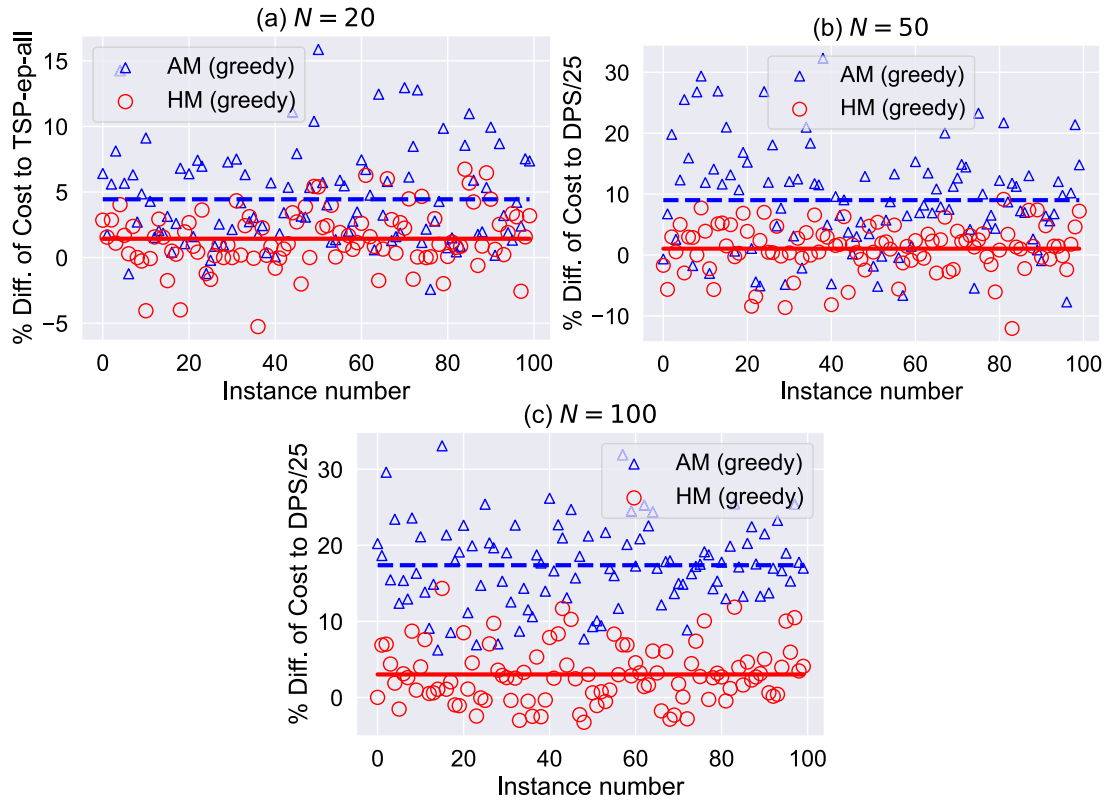 (a) N = 20
% Diff. of Cost to TSP-ep-all
15
10
5
0
−5
AM (greedy)
HM (greedy)
0 20 40 60 80 100
Instance number
(b) N = 50
% Diff. of Cost to DPS/25
30
20
10
0
−10
AM (greedy)
HM (greedy)
0 20 40 60 80 100
Instance number
(c) N = 100
% Diff. of Cost to DPS/25
30
20
10
0
AM (greedy)
HM (greedy)
0 20 40 60 80 100
Instance number